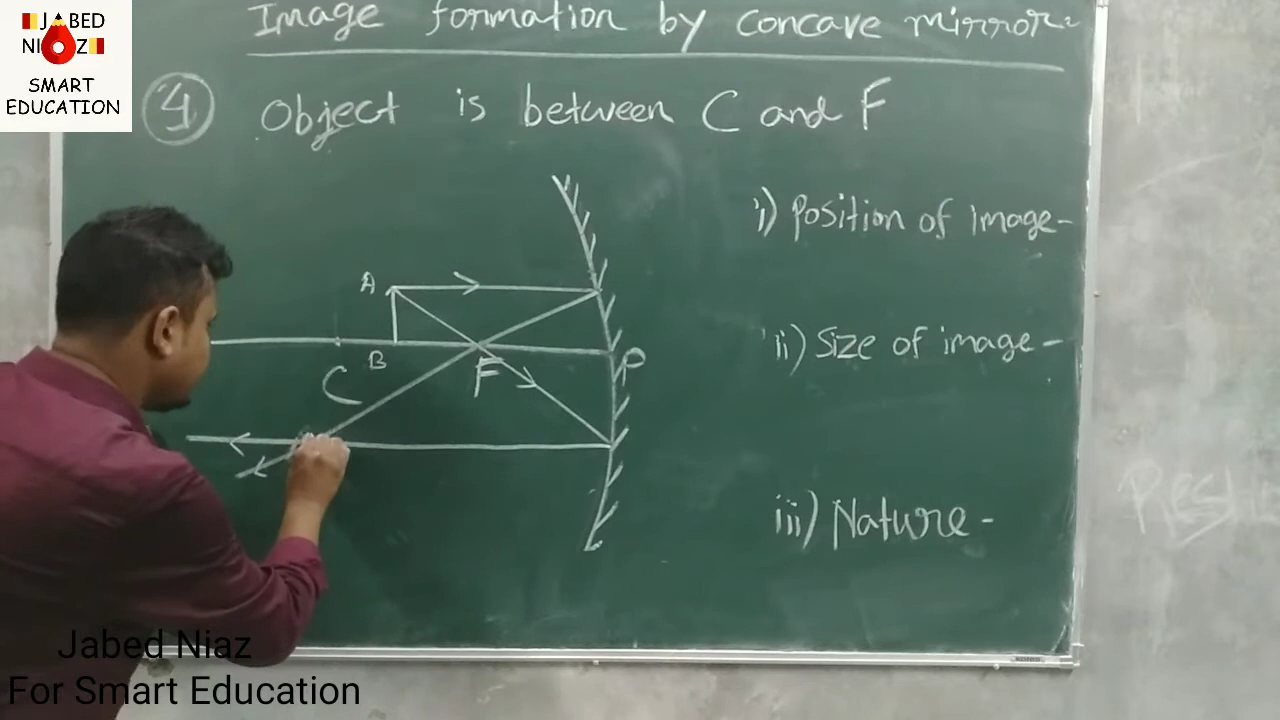 JABED
NIAZ
SMART
EDUCATION
Image formation by concave mirror:
4 Object is between C and F
i) Position of image-
A
B
C
F
P
ii) Size of image-
iii) Nature-
Jabed Niaz
For Smart Education